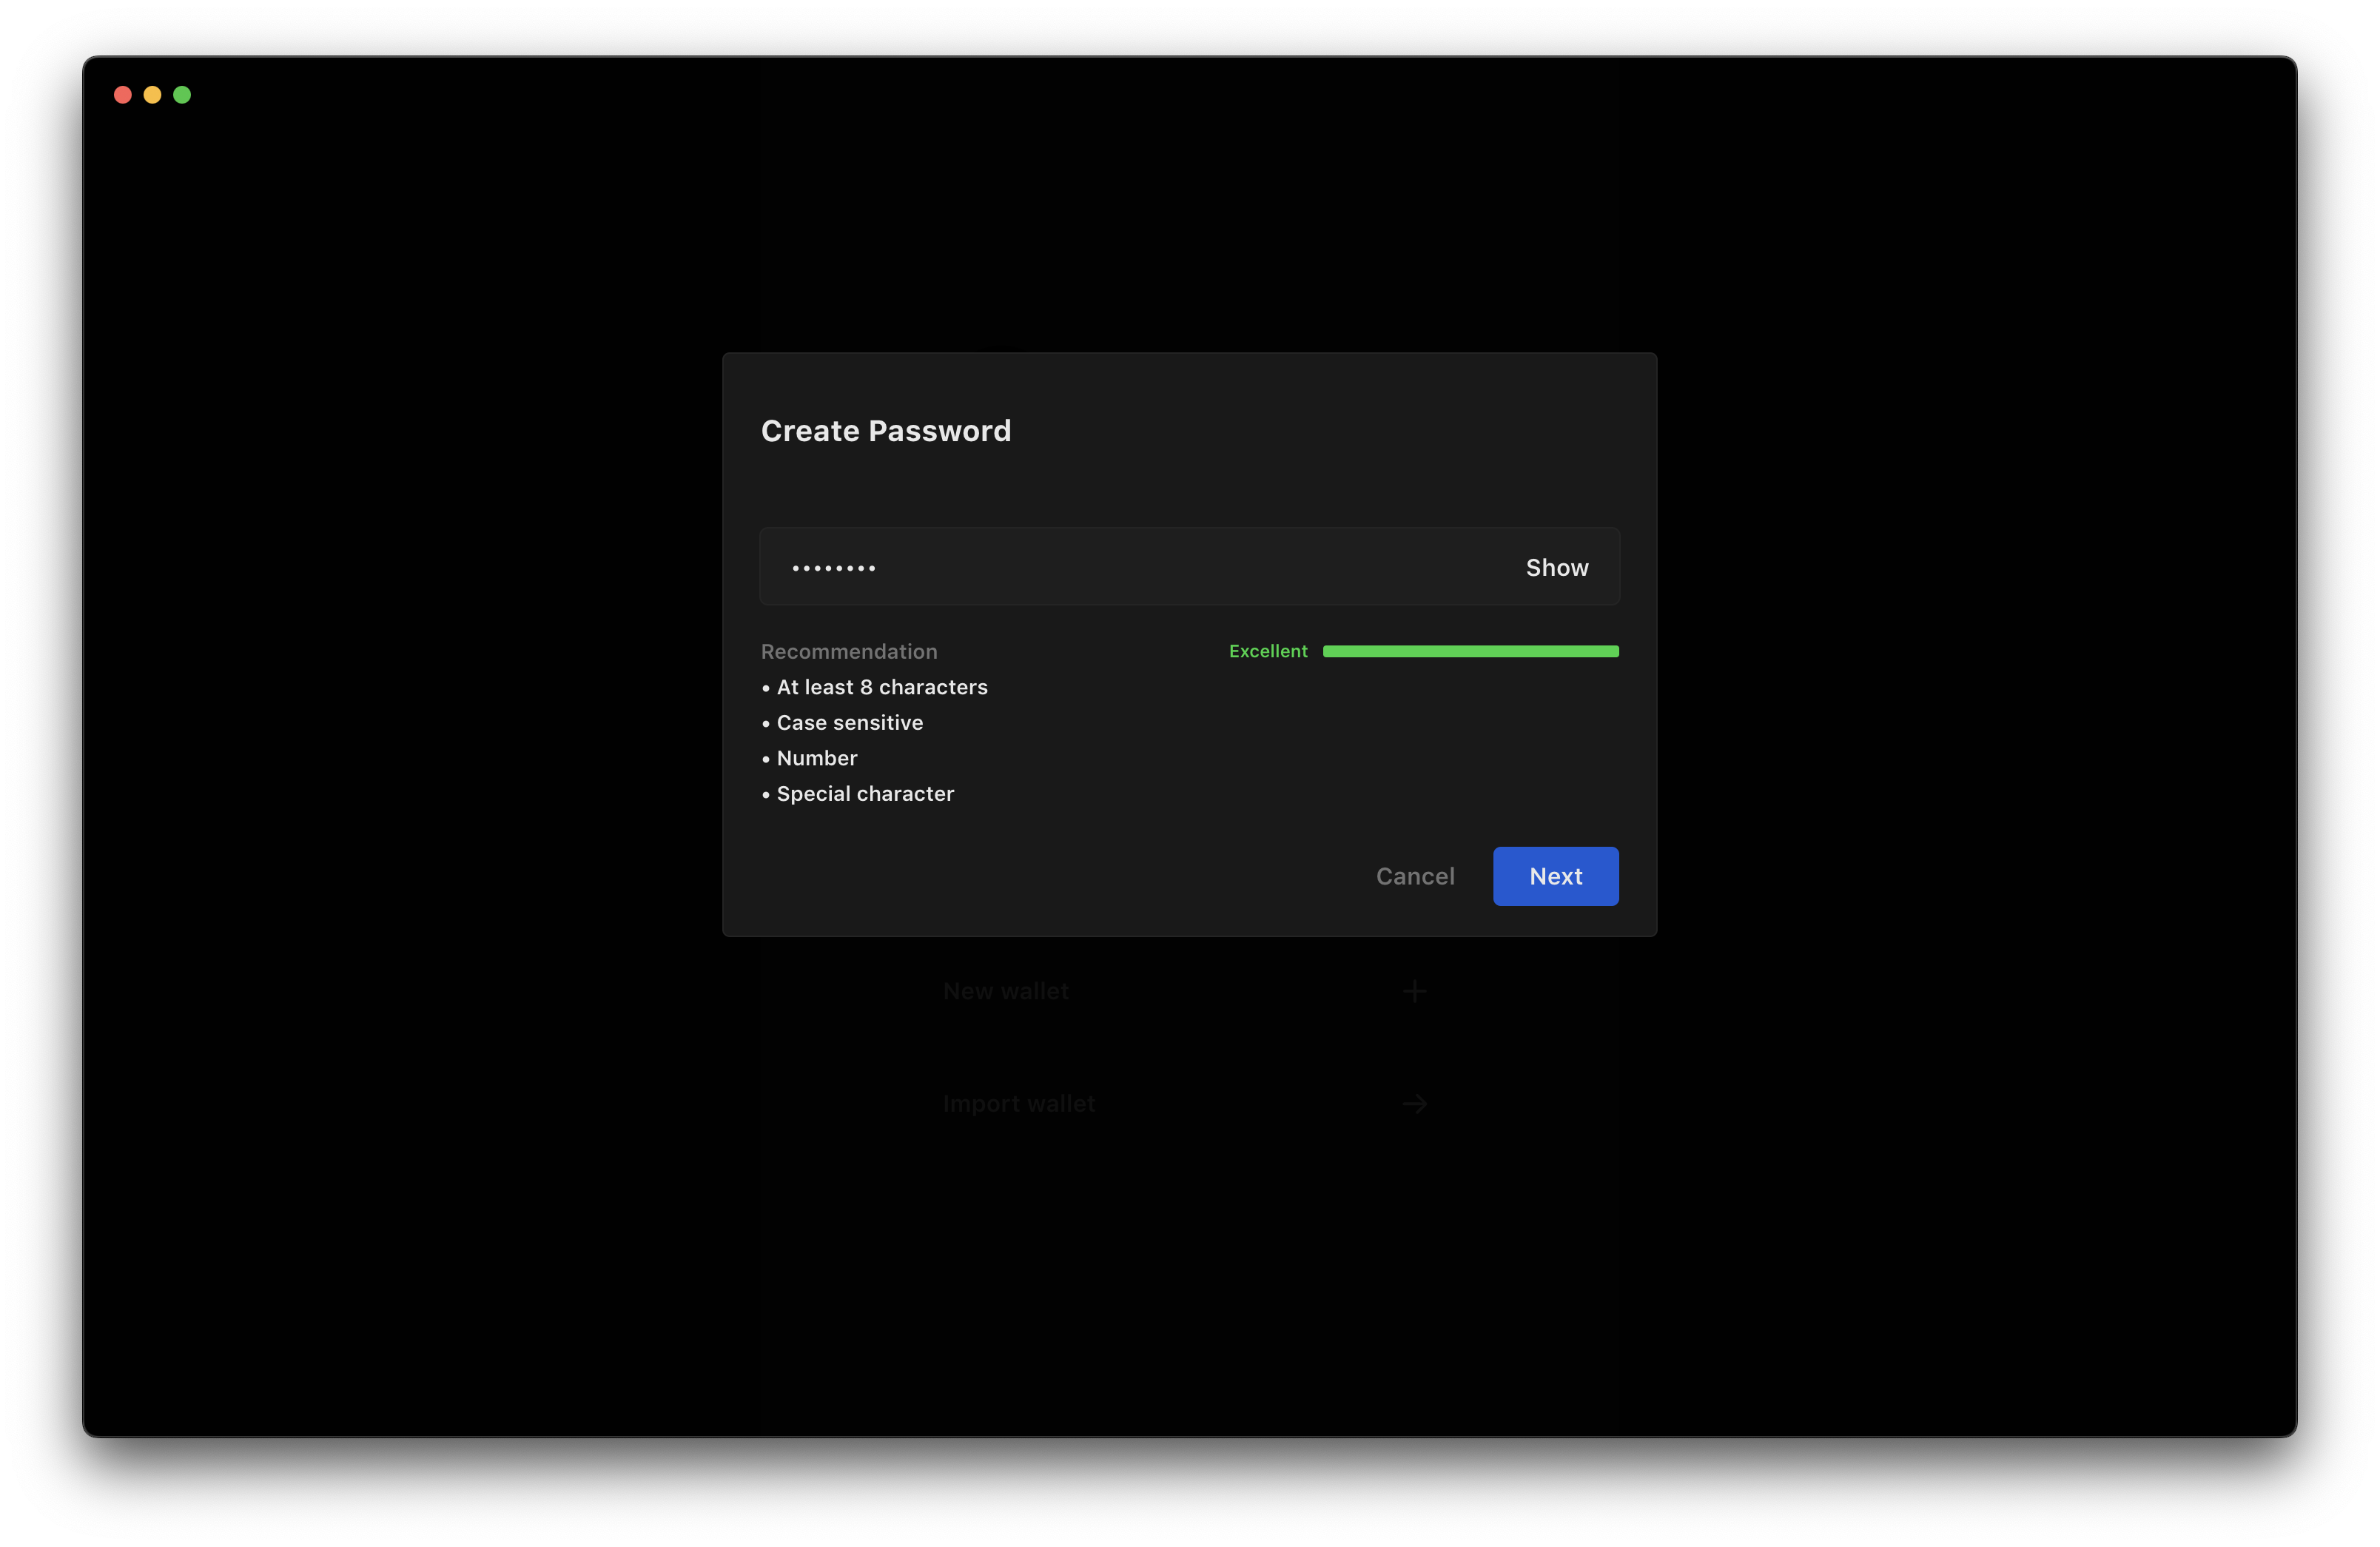 Create Password
•••••••• Show
Recommendation Excellent
• At least 8 characters
• Case sensitive
• Number
• Special character
Cancel Next
New wallet
Import wallet